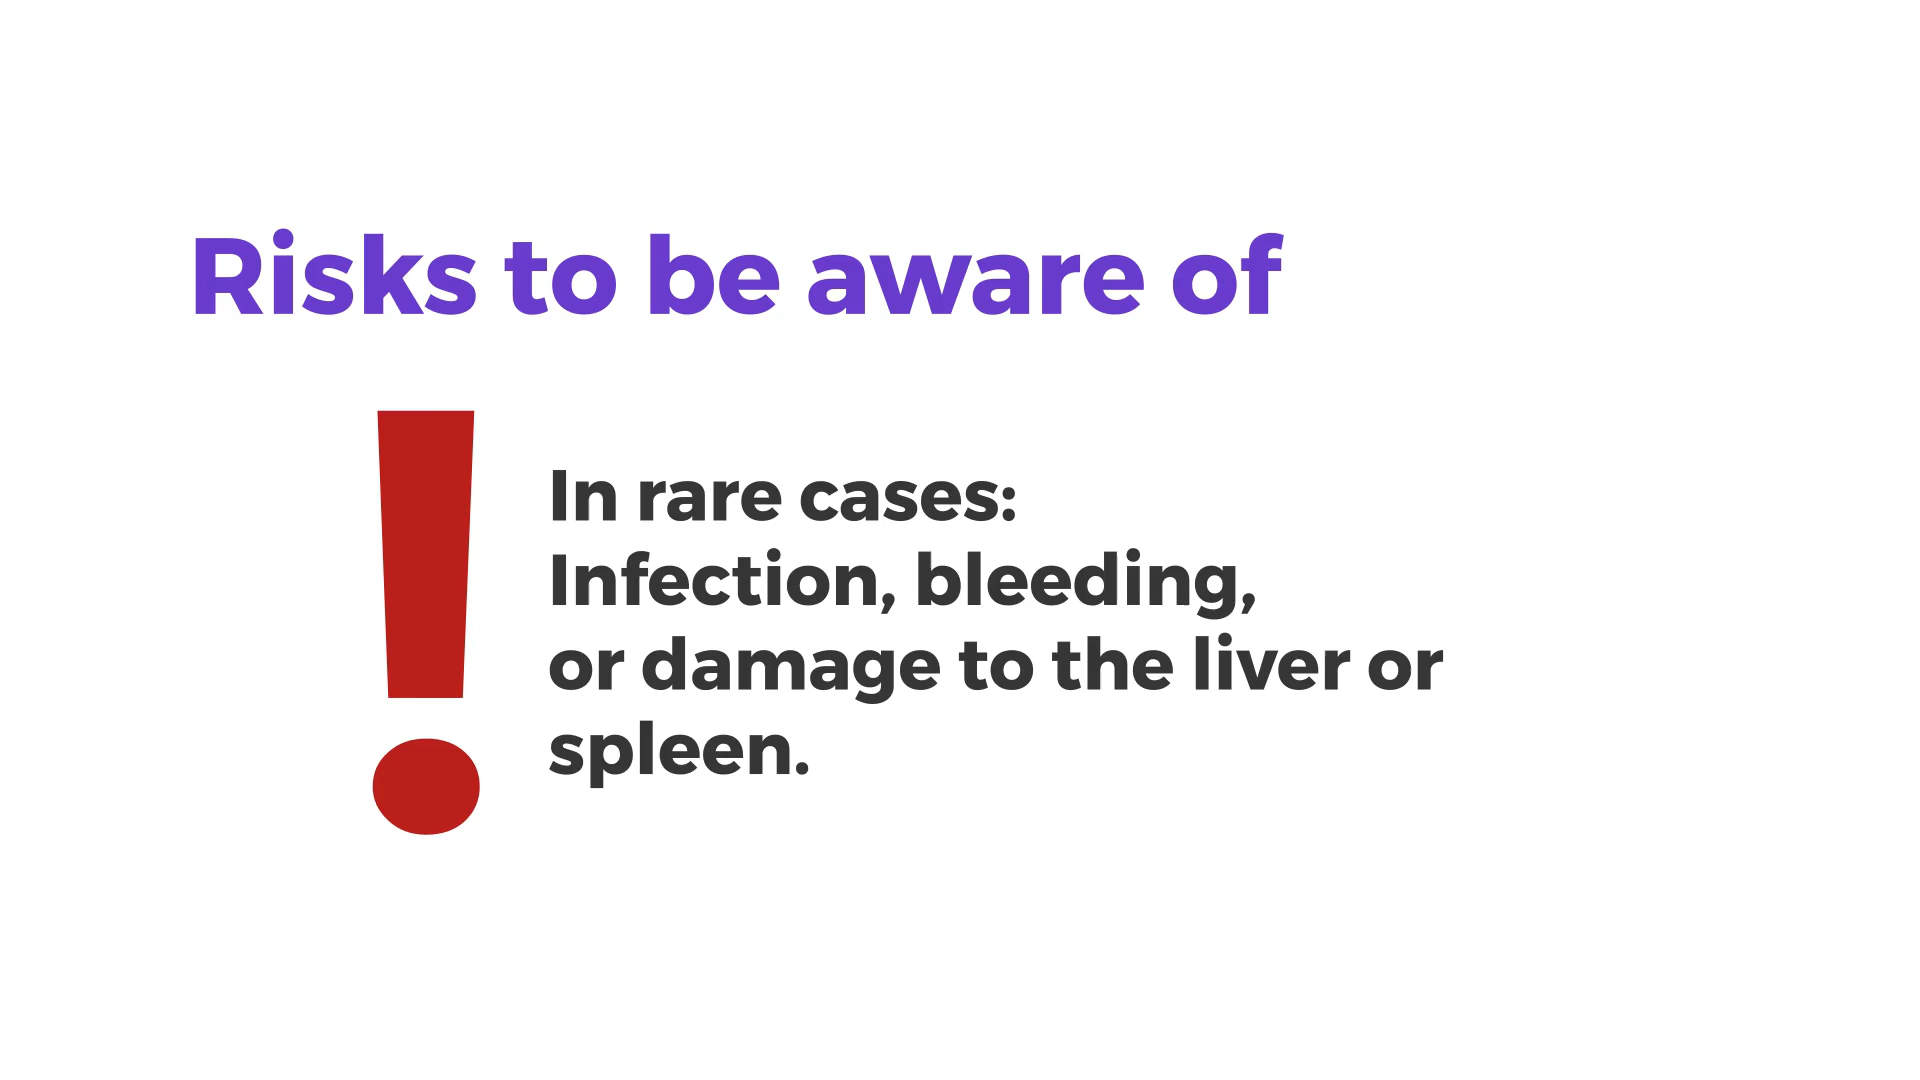 Risks to be aware of
In rare cases:
Infection, bleeding,
or damage to the liver or
spleen.